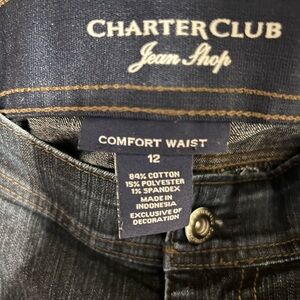 CHARTER CLUB
Jean Shop
COMFORT WAIST
12
84% COTTON
15% POLYESTER
1% SPANDEX
MADE IN
INDONESIA
EXCLUSIVE OF
DECORATION